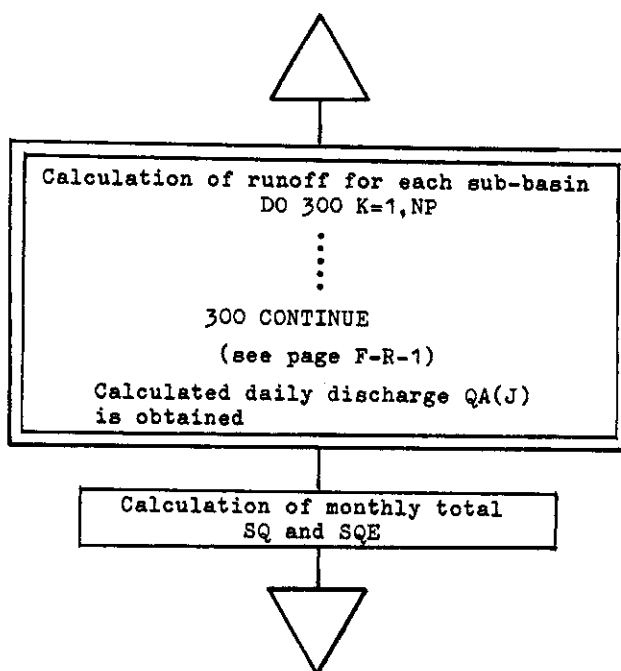 Calculation of runoff for each sub-basin
DO 300 K=1,NP
300 CONTINUE
(see page F-R-1)
Calculated daily discharge QA(J)
is obtained
Calculation of monthly total
SQ and SQE